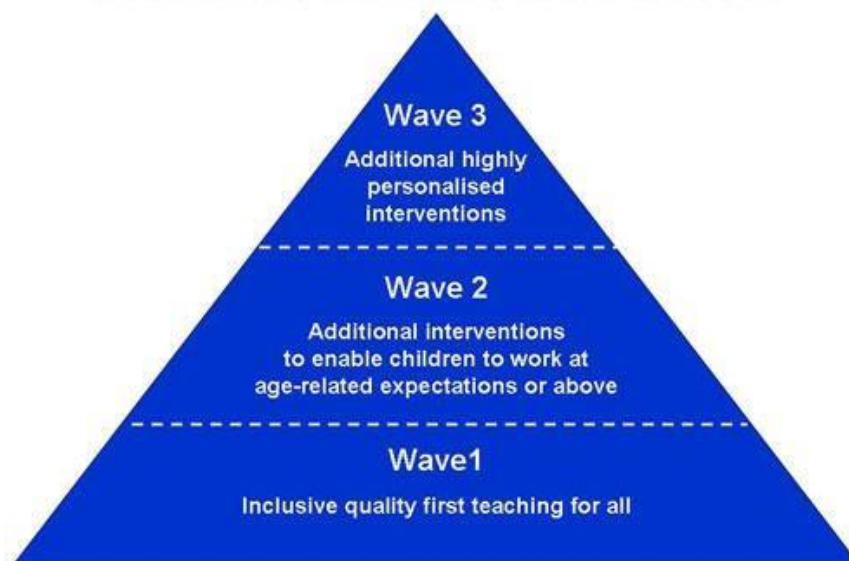 Wave 3
Additional highly
personalised
interventions
Wave 2
Additional interventions
to enable children to work at
age-related expectations or above
Wave1
Inclusive quality first teaching for all